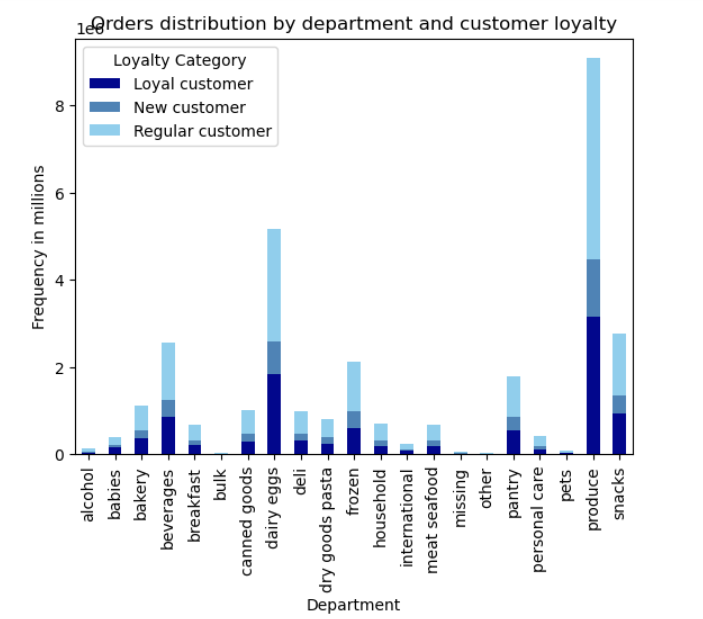 Orders distribution by department and customer loyalty
1e6
Loyalty Category
Loyal customer
New customer
Regular customer
Frequency in millions
8
6
4
2
0
alcohol
babies
bakery
beverages
breakfast
bulk
canned goods
dairy eggs
deli
dry goods pasta
frozen
household
international
meat seafood
missing
other
pantry
personal care
pets
produce
snacks
Department